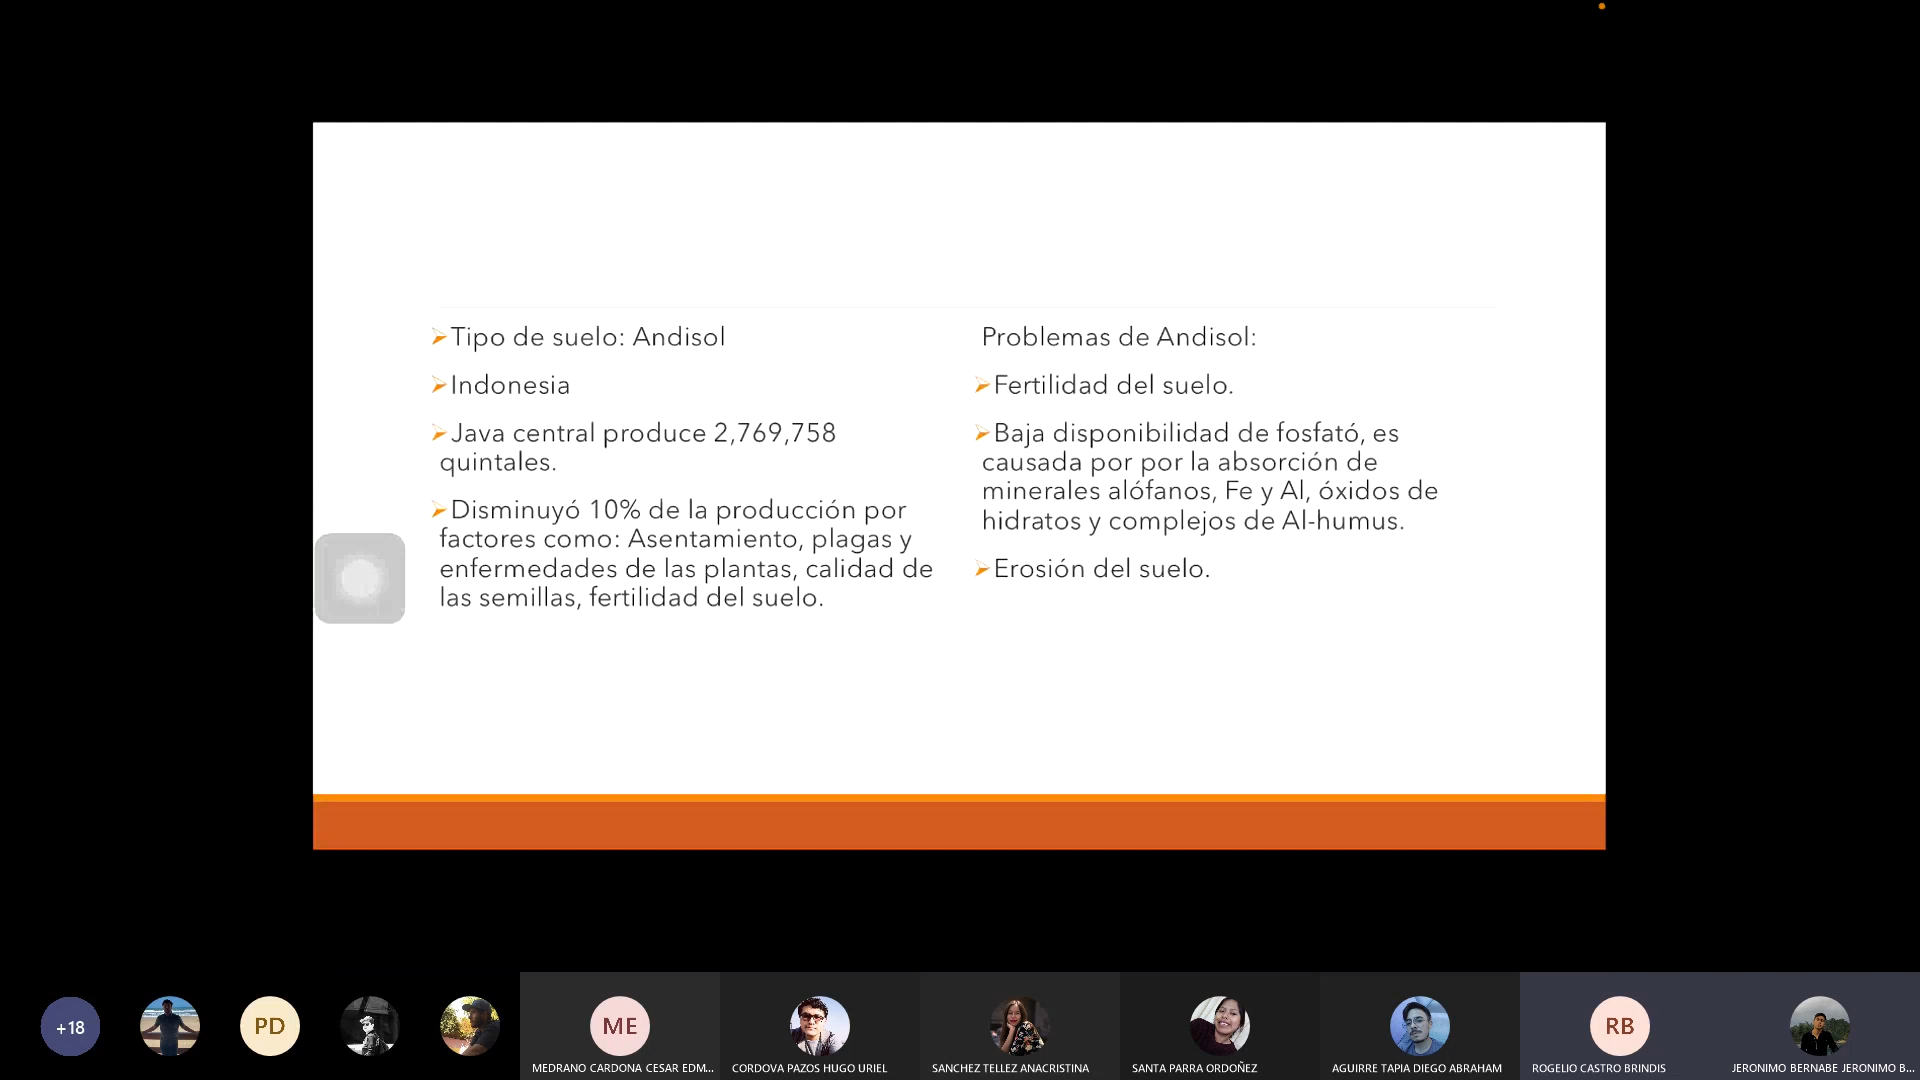 Tipo de suelo: Andisol
Indonesia
Java central produce 2,769,758
quintales.
Disminuyó 10% de la producción por
factores como: Asentamiento, plagas y
enfermedades de las plantas, calidad de
las semillas, fertilidad del suelo.
Problemas de Andisol:
Fertilidad del suelo.
Baja disponibilidad de fosfató, es
causada por por la absorción de
minerales alófanos, Fe y Al, óxidos de
hidratos y complejos de Al-humus.
Erosión del suelo.
+18
PD
ME
RB
MEDRANO CARDONA CESAR EDM...
CORDOVA PAZOS HUGO URIEL
SANCHEZ TELLEZ ANACRISTINA
SANTA PARRA ORDOÑEZ
AGUIRRE TAPIA DIEGO ABRAHAM
ROGELIO CASTRO BRINDIS
JERONIMO BERNABE JERONIMO B...